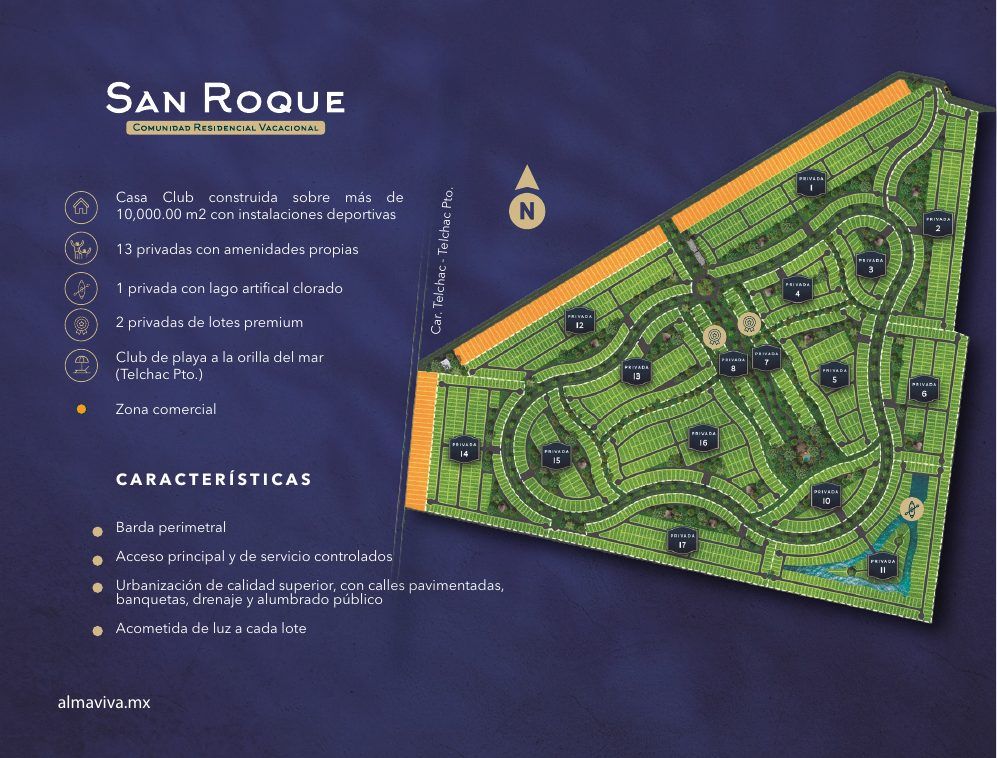 SAN ROQUE
COMUNIDAD RESIDENCIAL VACACIONAL
Casa Club construida sobre más de
10,000.00 m2 con instalaciones deportivas
13 privadas con amenidades propias
1 privada con lago artifical clorado
2 privadas de lotes premium
Club de playa a la orilla del mar
(Telchac Pto.)
Zona comercial
CARACTERÍSTICAS
Barda perimetral
Acceso principal y de servicio controlados
Urbanización de calidad superior, con calles pavimentadas,
banquetas, drenaje y alumbrado público
Acometida de luz a cada lote
almaviva.mx
Car. Telchac - Telchac Pto.
N
PRIVADA
1
PRIVADA
2
PRIVADA
3
PRIVADA
4
PRIVADA
12
PRIVADA
13
PRIVADA
8
PRIVADA
7
PRIVADA
5
PRIVADA
6
PRIVADA
14
PRIVADA
15
PRIVADA
16
PRIVADA
10
PRIVADA
17
PRIVADA
11